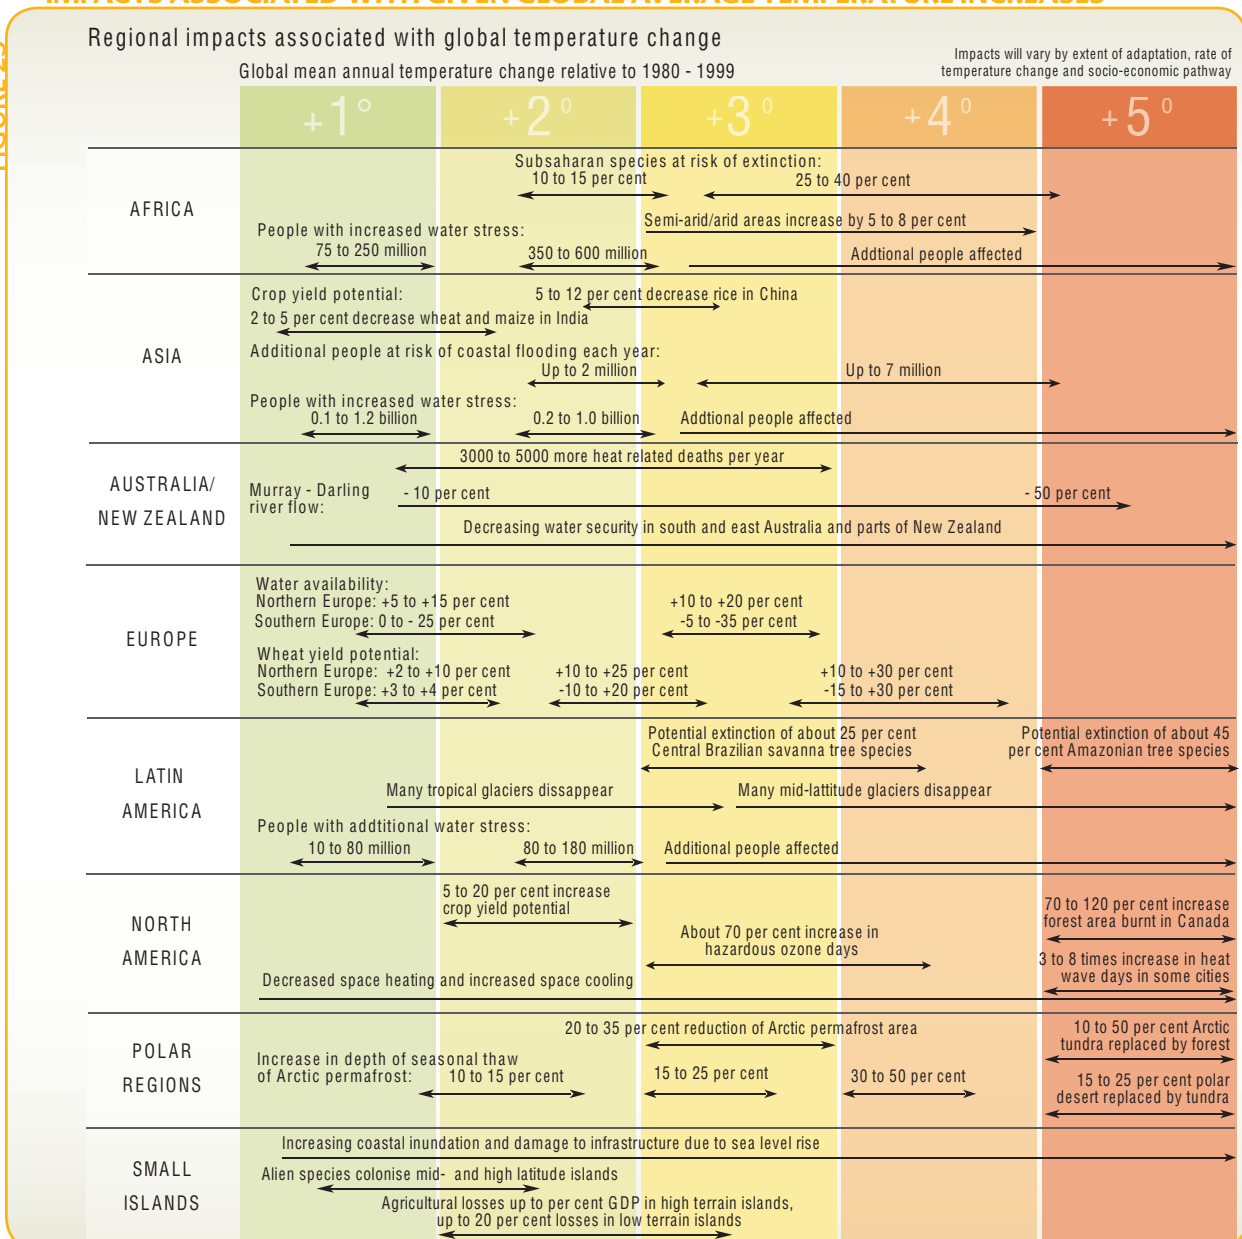 IMPACTS ASSOCIATED WITH GIVEN GLOBAL AVERAGE TEMPERATURE INCREASES
FIGURE 23
Regional impacts associated with global temperature change
Impacts will vary by extent of adaptation, rate of
temperature change and socio-economic pathway
Global mean annual temperature change relative to 1980 - 1999
+1° +2° +3° +4° +5°
AFRICA
Subsaharan species at risk of extinction:
10 to 15 per cent
25 to 40 per cent
Semi-arid/arid areas increase by 5 to 8 per cent
People with increased water stress:
75 to 250 million
350 to 600 million
Addtional people affected
ASIA
Crop yield potential:
5 to 12 per cent decrease rice in China
2 to 5 per cent decrease wheat and maize in India
Additional people at risk of coastal flooding each year:
Up to 2 million
Up to 7 million
People with increased water stress:
0.1 to 1.2 billion
0.2 to 1.0 billion
Addtional people affected
AUSTRALIA/
NEW ZEALAND
3000 to 5000 more heat related deaths per year
Murray - Darling
river flow:
- 10 per cent
- 50 per cent
Decreasing water security in south and east Australia and parts of New Zealand
EUROPE
Water availability:
Northern Europe: +5 to +15 per cent
+10 to +20 per cent
Southern Europe: 0 to - 25 per cent
-5 to -35 per cent
Wheat yield potential:
Northern Europe: +2 to +10 per cent
+10 to +25 per cent
+10 to +30 per cent
Southern Europe: +3 to +4 per cent
-10 to +20 per cent
-15 to +30 per cent
LATIN
AMERICA
Potential extinction of about 25 per cent
Central Brazilian savanna tree species
Potential extinction of about 45
per cent Amazonian tree species
Many tropical glaciers dissappear
Many mid-lattitude glaciers disappear
People with addtitional water stress:
10 to 80 million
80 to 180 million
Additional people affected
NORTH
AMERICA
5 to 20 per cent increase
crop yield potential
About 70 per cent increase in
hazardous ozone days
70 to 120 per cent increase
forest area burnt in Canada
3 to 8 times increase in heat
wave days in some cities
Decreased space heating and increased space cooling
POLAR
REGIONS
20 to 35 per cent reduction of Arctic permafrost area
10 to 50 per cent Arctic
tundra replaced by forest
Increase in depth of seasonal thaw
of Arctic permafrost:
10 to 15 per cent
15 to 25 per cent
30 to 50 per cent
15 to 25 per cent polar
desert replaced by tundra
SMALL
ISLANDS
Increasing coastal inundation and damage to infrastructure due to sea level rise
Alien species colonise mid- and high latitude islands
Agricultural losses up to per cent GDP in high terrain islands,
up to 20 per cent losses in low terrain islands